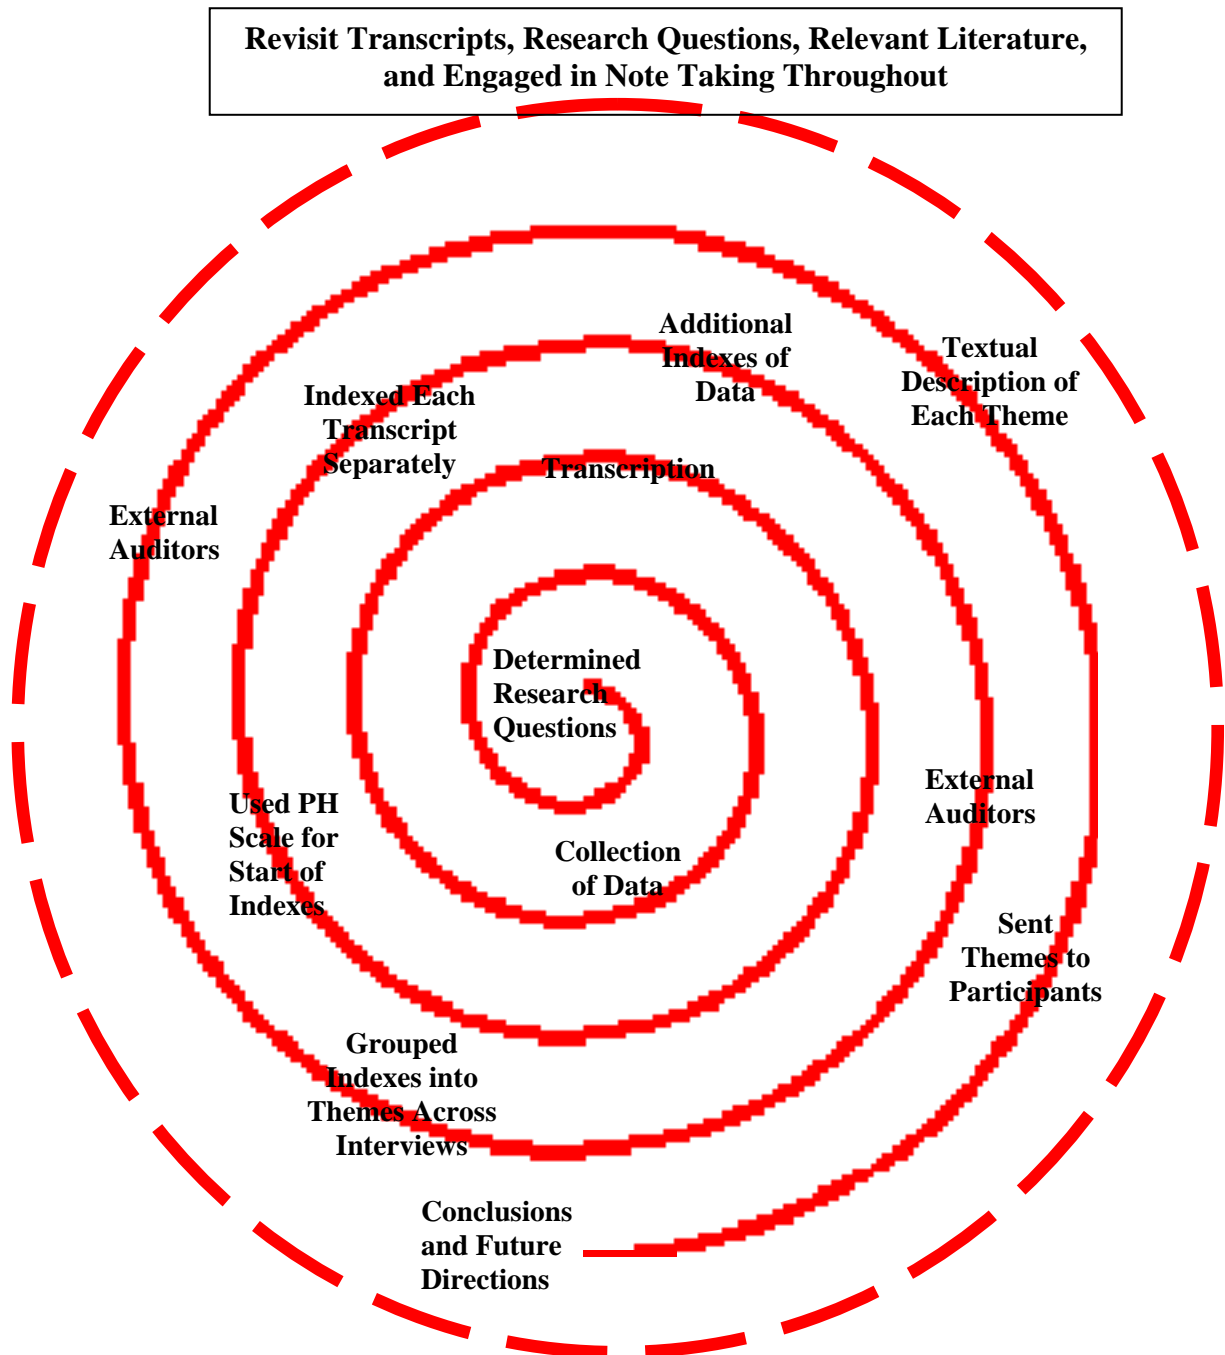 Revisit Transcripts, Research Questions, Relevant Literature,
and Engaged in Note Taking Throughout
Additional
Indexes of
Data
Textual
Description of
Each Theme
Indexed Each
Transcript
Separately
Transcription
External
Auditors
Determined
Research
Questions
External
Auditors
Used PH
Scale for
Start of
Indexes
Collection
of Data
Sent
Themes to
Participants
Grouped
Indexes into
Themes Across
Interviews
Conclusions
and Future
Directions